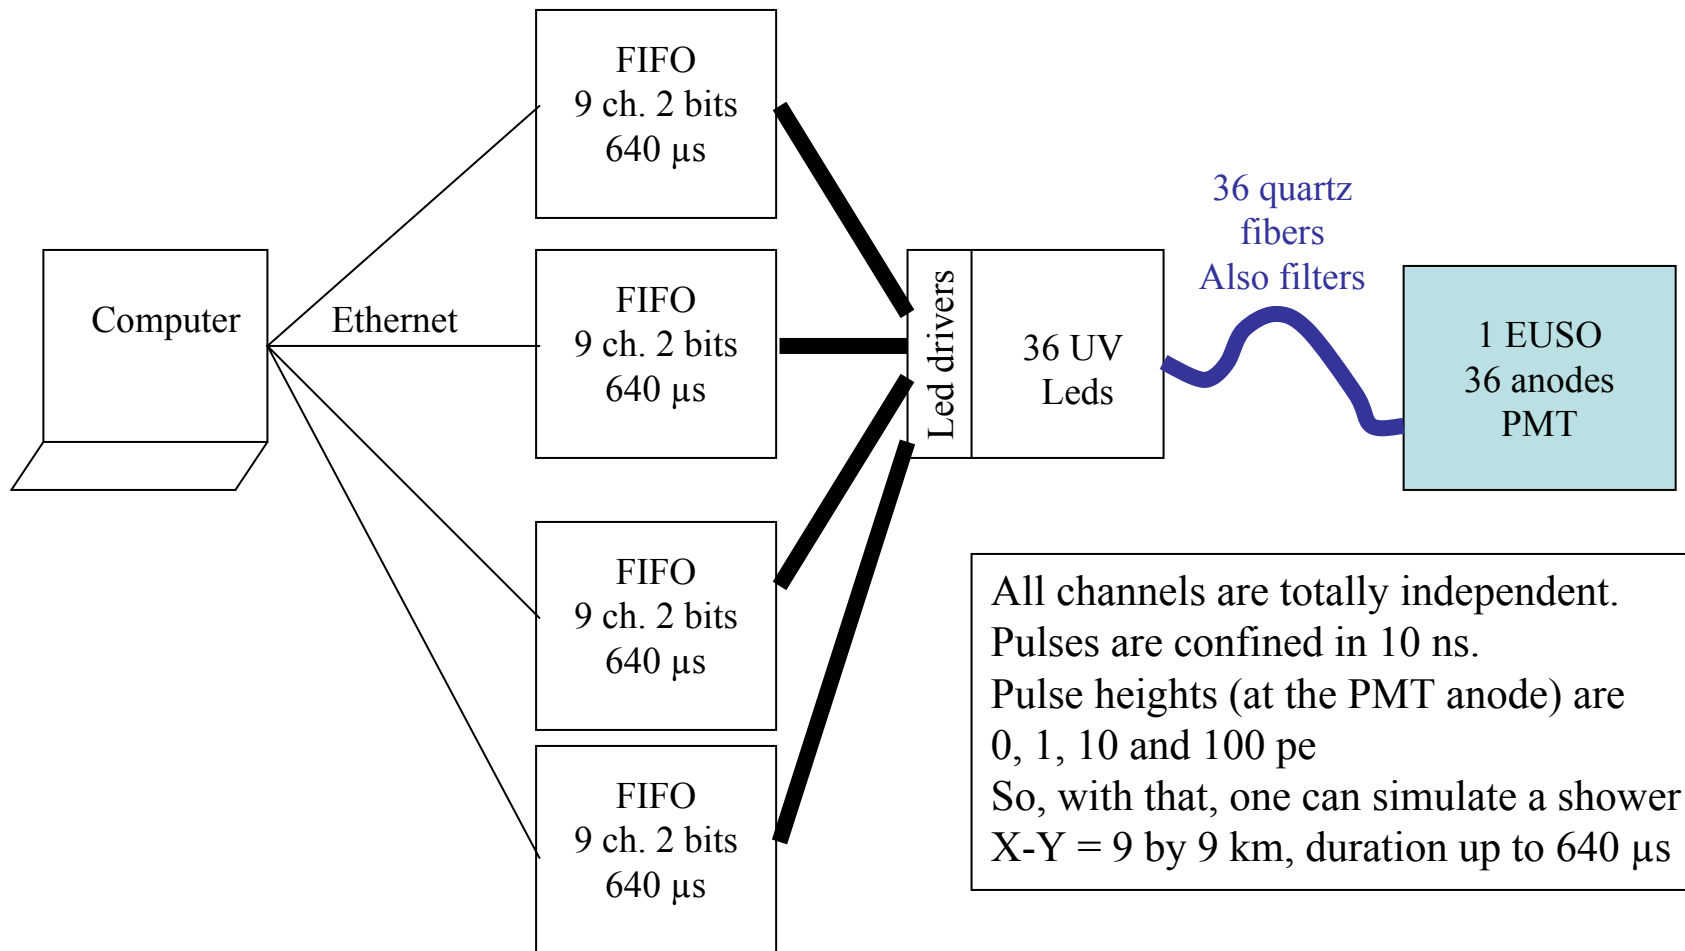 FIFO
9 ch. 2 bits
640 µs
36 quartz
fibers
Also filters
Computer
Ethernet
FIFO
9 ch. 2 bits
640 µs
Led drivers
36 UV
Leds
1 EUSO
36 anodes
PMT
FIFO
9 ch. 2 bits
640 µs
All channels are totally independent.
Pulses are confined in 10 ns.
Pulse heights (at the PMT anode) are
0, 1, 10 and 100 pe
So, with that, one can simulate a shower
X-Y = 9 by 9 km, duration up to 640 µs
FIFO
9 ch. 2 bits
640 µs